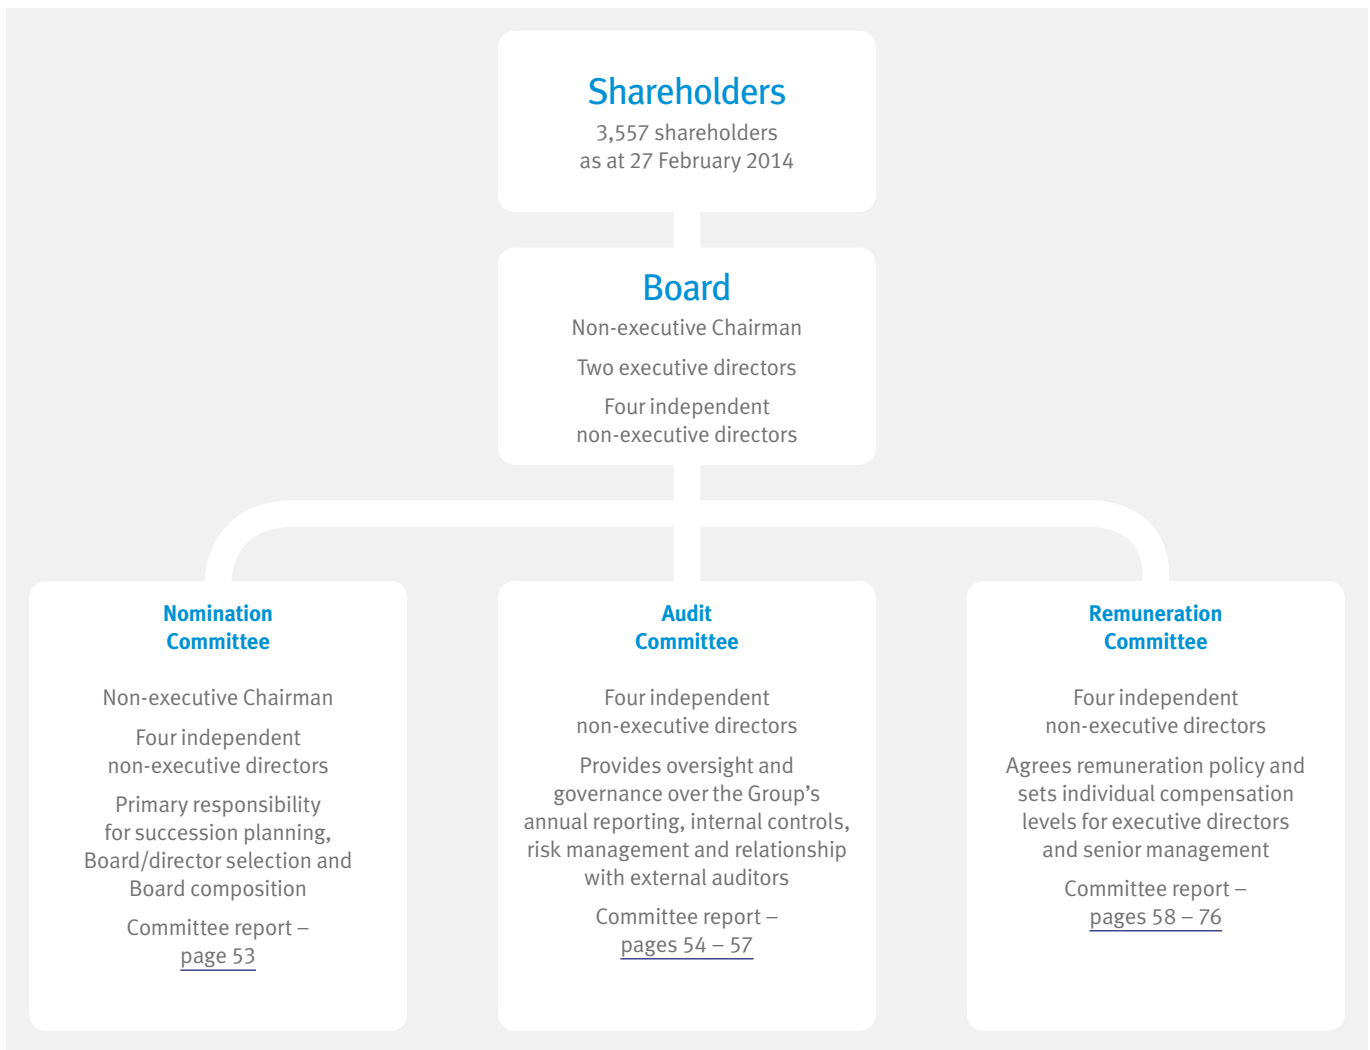 Shareholders
3,557 shareholders
as at 27 February 2014
Board
Non-executive Chairman
Two executive directors
Four independent
non-executive directors
Nomination
Committee
Non-executive Chairman
Four independent
non-executive directors
Primary responsibility
for succession planning,
Board/director selection and
Board composition
Committee report –
page 53
Audit
Committee
Four independent
non-executive directors
Provides oversight and
governance over the Group’s
annual reporting, internal controls,
risk management and relationship
with external auditors
Committee report –
pages 54 – 57
Remuneration
Committee
Four independent
non-executive directors
Agrees remuneration policy and
sets individual compensation
levels for executive directors
and senior management
Committee report –
pages 58 – 76